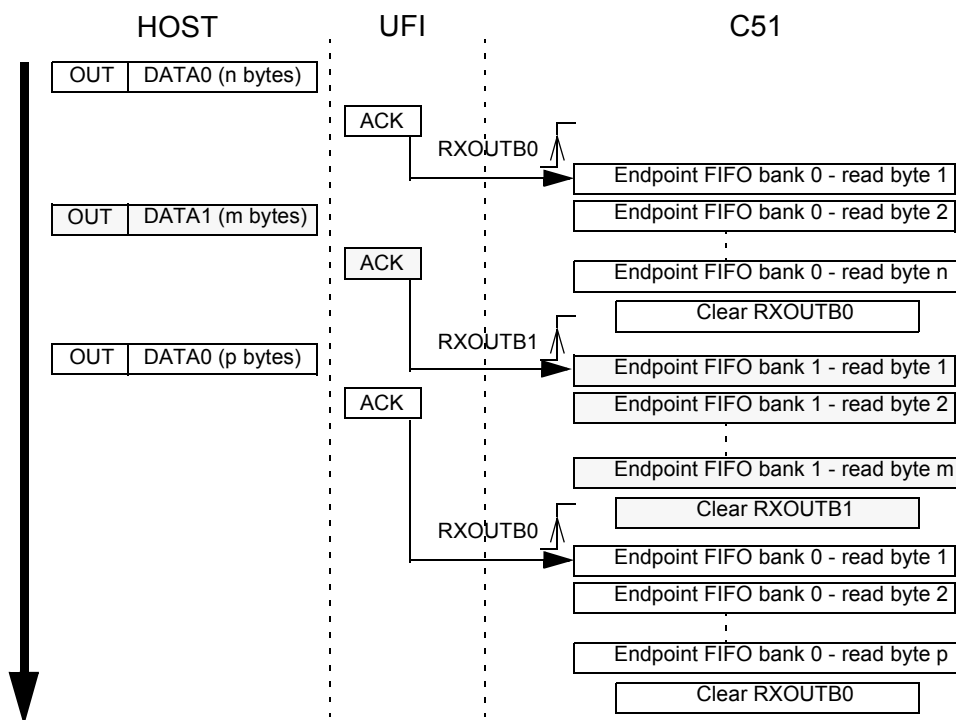 HOST
UFI
C51
OUT DATA0 (n bytes)
ACK
RXOUTB0
Endpoint FIFO bank 0 - read byte 1
OUT DATA1 (m bytes)
Endpoint FIFO bank 0 - read byte 2
ACK
Endpoint FIFO bank 0 - read byte n
Clear RXOUTB0
RXOUTB1
OUT DATA0 (p bytes)
Endpoint FIFO bank 1 - read byte 1
ACK
Endpoint FIFO bank 1 - read byte 2
Endpoint FIFO bank 1 - read byte m
Clear RXOUTB1
RXOUTB0
Endpoint FIFO bank 0 - read byte 1
Endpoint FIFO bank 0 - read byte 2
Endpoint FIFO bank 0 - read byte p
Clear RXOUTB0